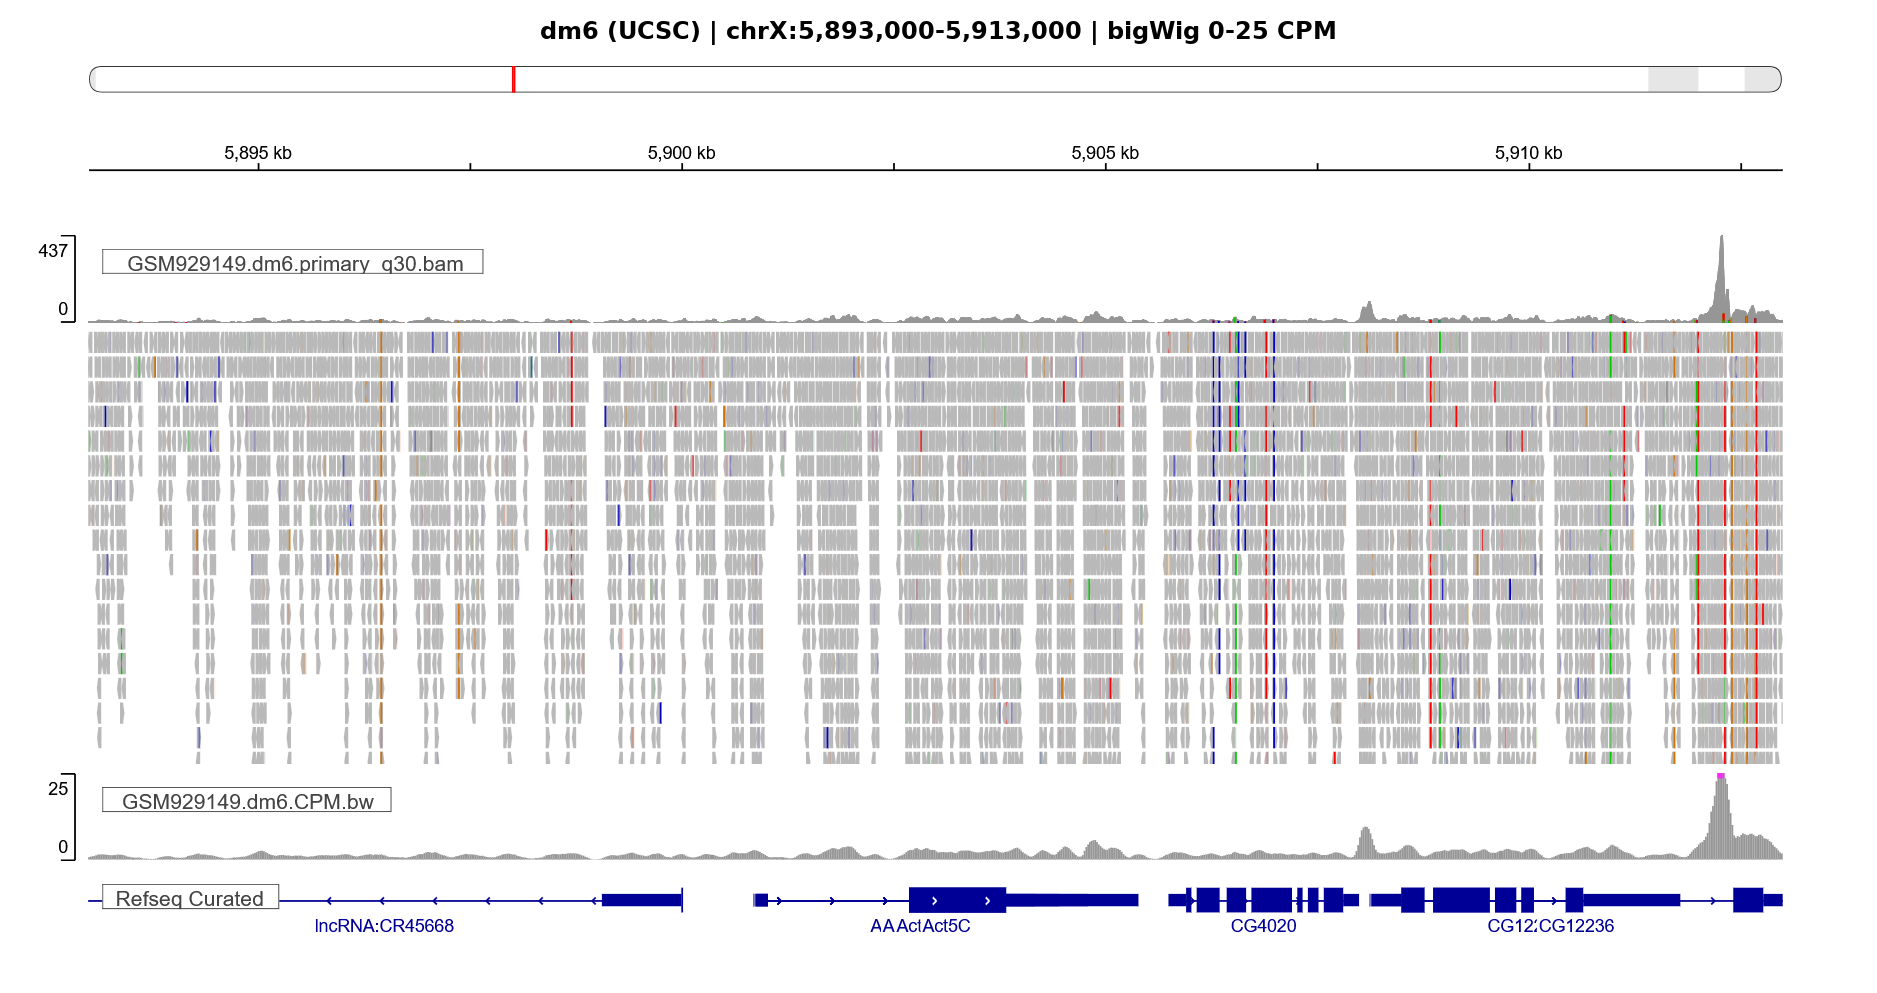 dm6 (UCSC) | chrX:5,893,000-5,913,000 | bigWig 0-25 CPM
5,895 kb 5,900 kb 5,905 kb 5,910 kb
437
GSM929149.dm6.primary_q30.bam
0
25
GSM929149.dm6.CPM.bw
0
Refseq Curated
lncRNA:CR45668 Act5C CG4020 CG12236